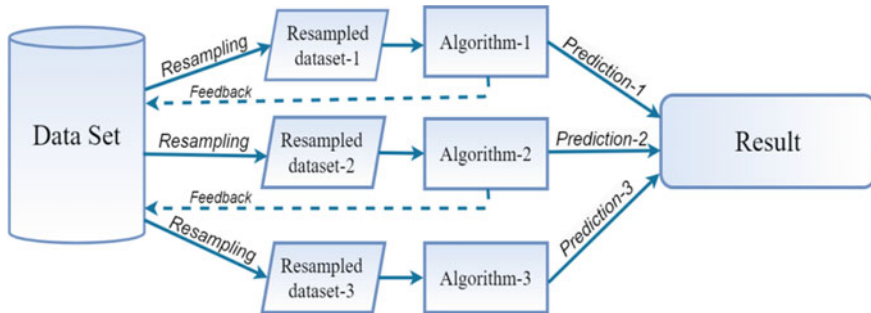 Data Set
Resampling
Resampled
dataset-1
Algorithm-1
Prediction-1
Feedback
Resampling
Resampled
dataset-2
Algorithm-2
Prediction-2
Result
Feedback
Resampling
Resampled
dataset-3
Algorithm-3
Prediction-3